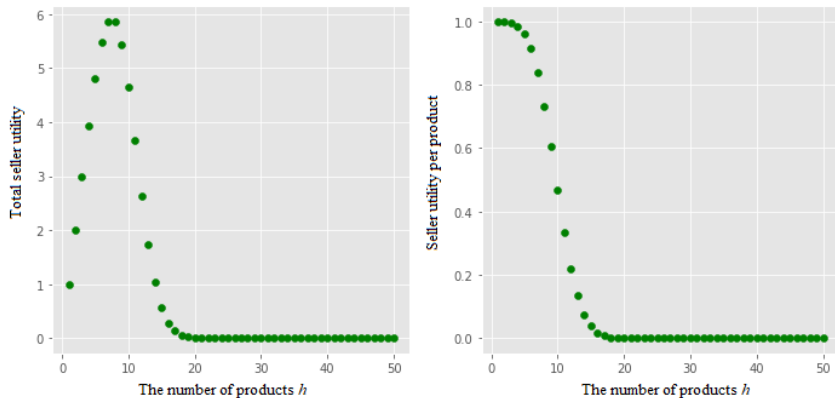 6
5
4
3
2
1
0
Total seller utility
0 10 20 30 40 50
The number of products h
1.0
0.8
0.6
0.4
0.2
0.0
Seller utility per product
0 10 20 30 40 50
The number of products h